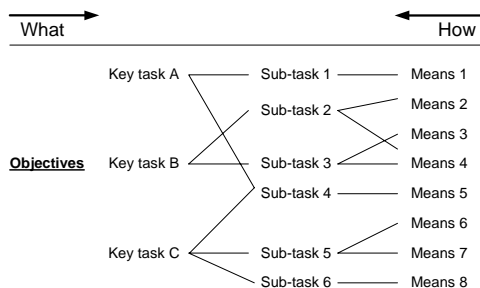 What How
Key task A Sub-task 1 Means 1
Means 2
Sub-task 2
Means 3
Objectives Key task B Sub-task 3 Means 4
Sub-task 4 Means 5
Means 6
Key task C Sub-task 5 Means 7
Sub-task 6 Means 8